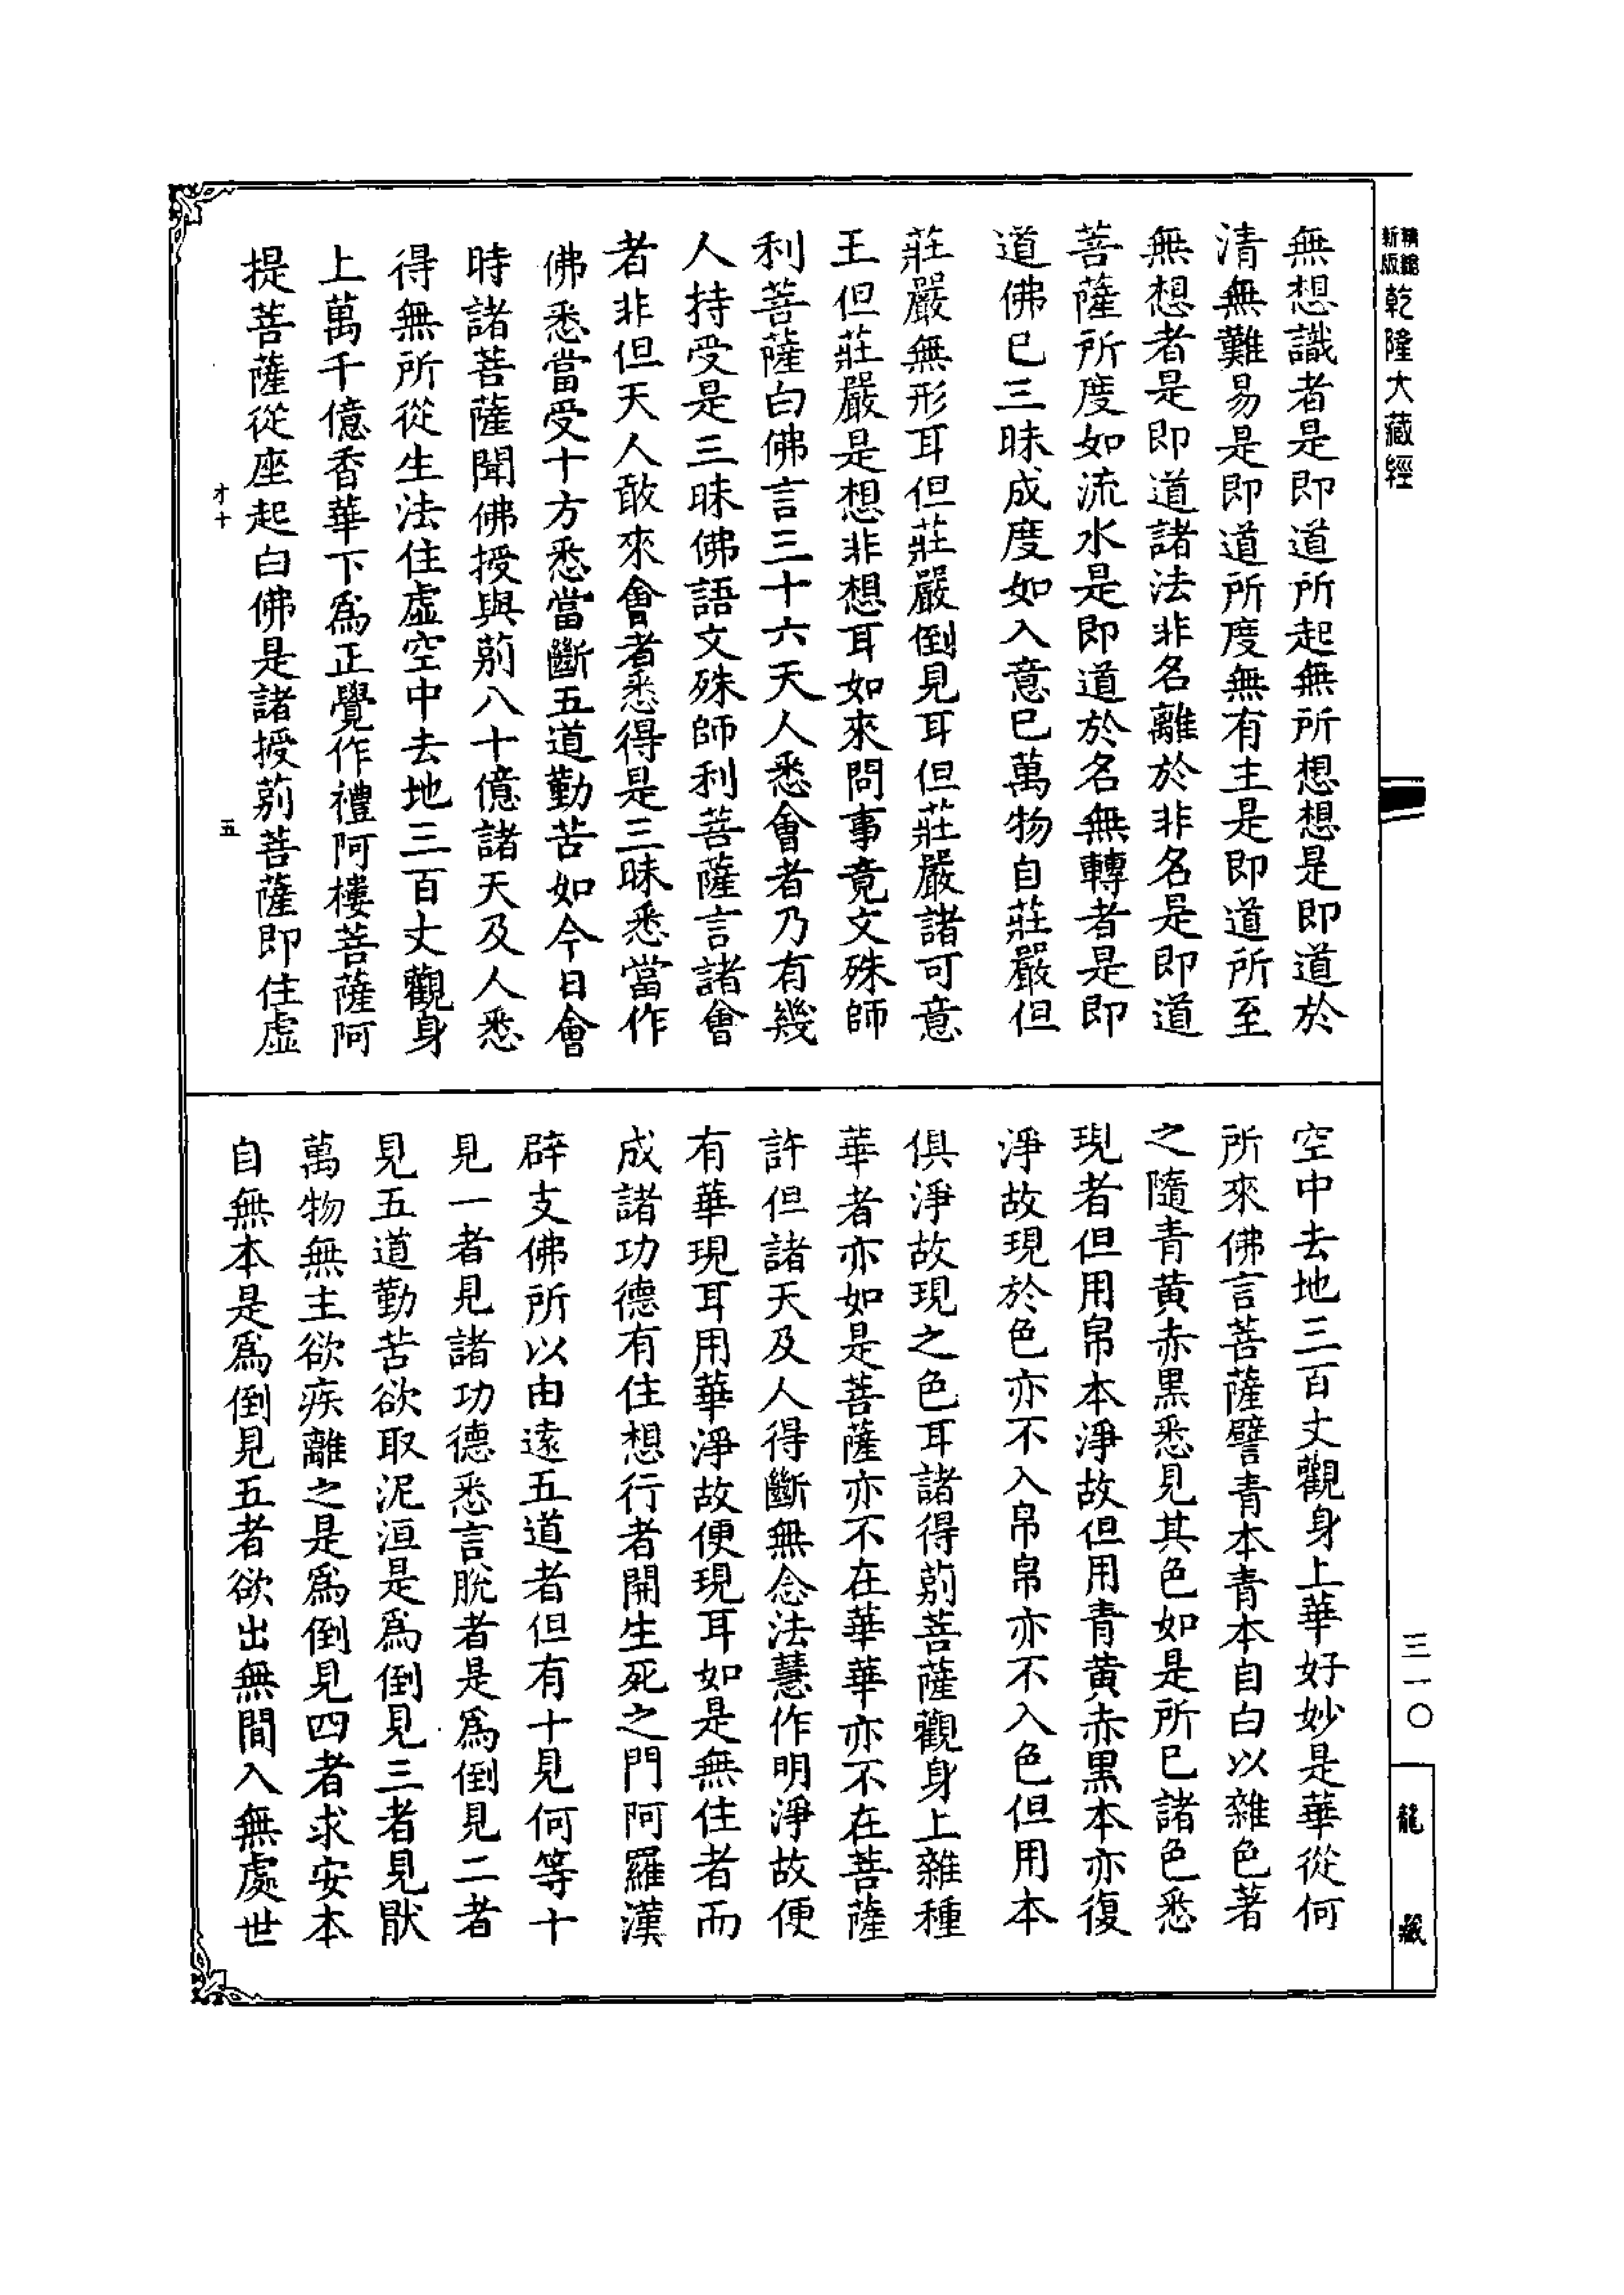 新版
精縮
乾隆大藏經
無想識者是即道所起無所想想是即道於
清無難易是即道所度無有主是即道所至
無想者是即道諸法非名離於非名是即道
菩薩所度如流水是即道於名無轉者是即
道佛已三昧成度如入意已萬物自莊嚴但
莊嚴無形耳但莊嚴倒見耳但莊嚴諸可意
王但莊嚴是想非想耳如來問事竟文殊師
利菩薩白佛言三十六天人悉會者乃有幾
人持受是三昧佛語文殊師利菩薩言諸會
者非但天人敢來會者悉得是三昧悉當作
佛悉當受十方悉當斷五道勤苦如今日會
時諸菩薩聞佛授與莂八十億諸天及人悉
得無所從生法住虛空中去地三百丈觀身
上萬千億香華下為正覺作禮阿樓菩薩阿
提菩薩從座起白佛是諸授莂菩薩即住虛
才十
五
空中去地三百丈觀身上華好妙是華從何
所來佛言菩薩譬青本青本自白以雜色著
之隨青黃赤黑悉見其色如是所已諸色悉
現者但用帛本淨故但用青黃赤黑本亦復
淨故現於色亦不入帛帛亦不入色但用本
俱淨故現之色耳諸得莂菩薩觀身上雜種
華者亦如是菩薩亦不在華華亦不在菩薩
許但諸天及人得斷無念法慧作明淨故便
有華現耳用華淨故便現耳如是無住者而
成諸功德有住想行者開生死之門阿羅漢
辟支佛所以由遠五道者但有十見何等十
見一者見諸功德悉言脫者是為倒見二者
見五道勤苦欲取泥洹是為倒見三者見猒
萬物無主欲疾離之是為倒見四者求安本
自無本是為倒見五者欲出無間入無處世
三一〇
龍藏